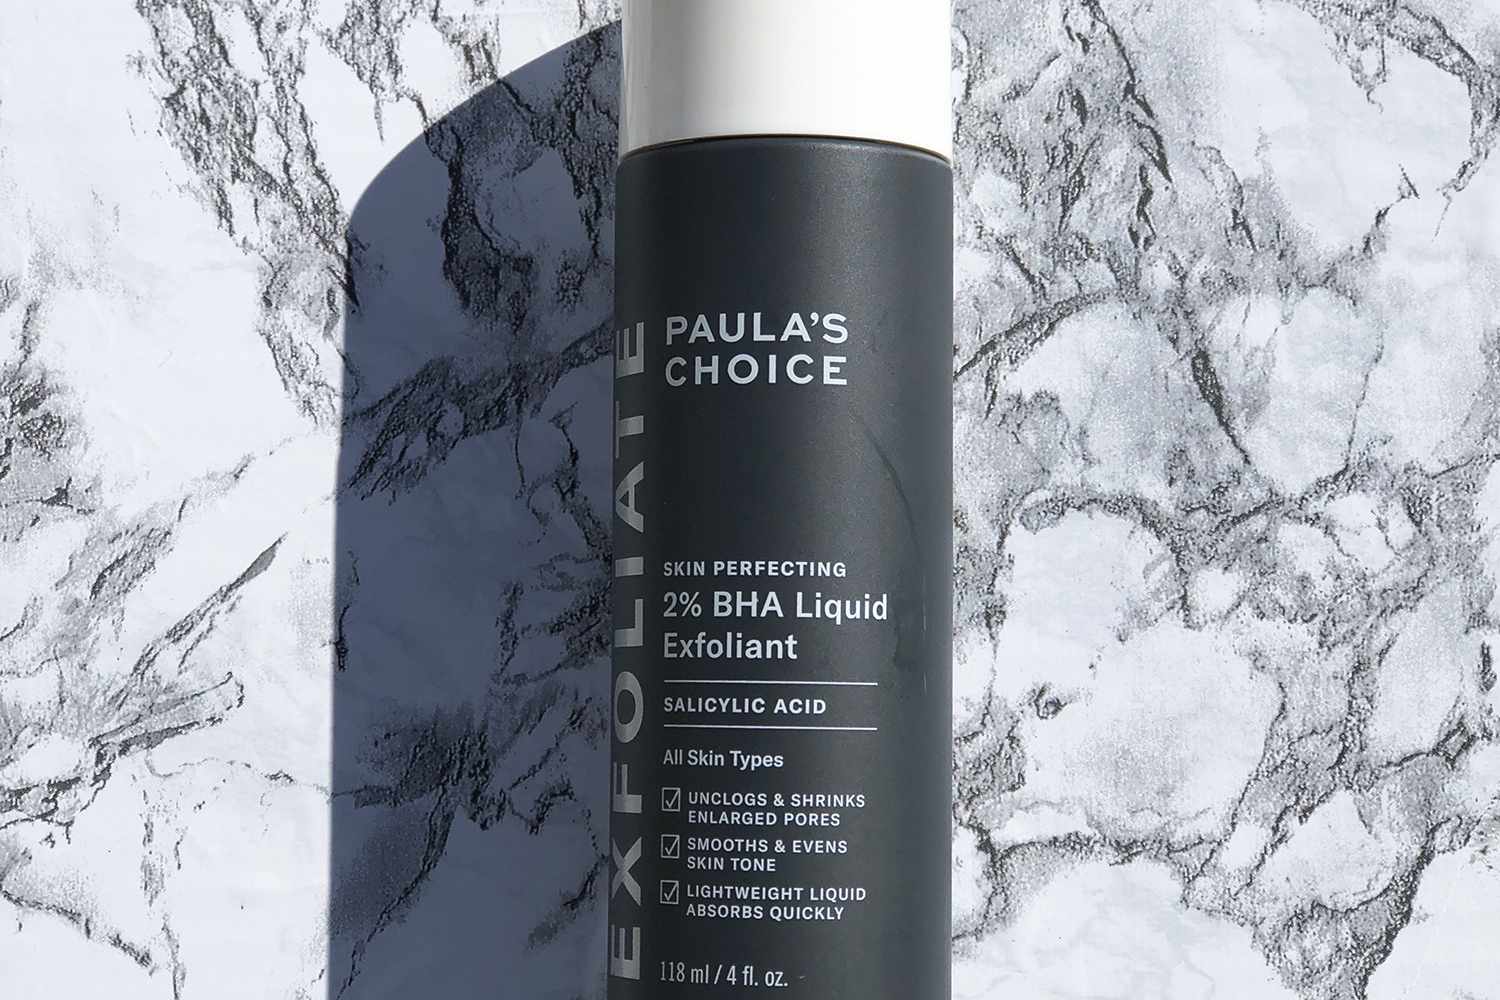 EXFOLIATE
PAULA'S
CHOICE
SKIN PERFECTING
2% BHA Liquid
Exfoliant
SALICYLIC ACID
All Skin Types
UNCLOGS & SHRINKS
ENLARGED PORES
SMOOTHS & EVENS
SKIN TONE
LIGHTWEIGHT LIQUID
ABSORBS QUICKLY
118 ml / 4 fl. oz.